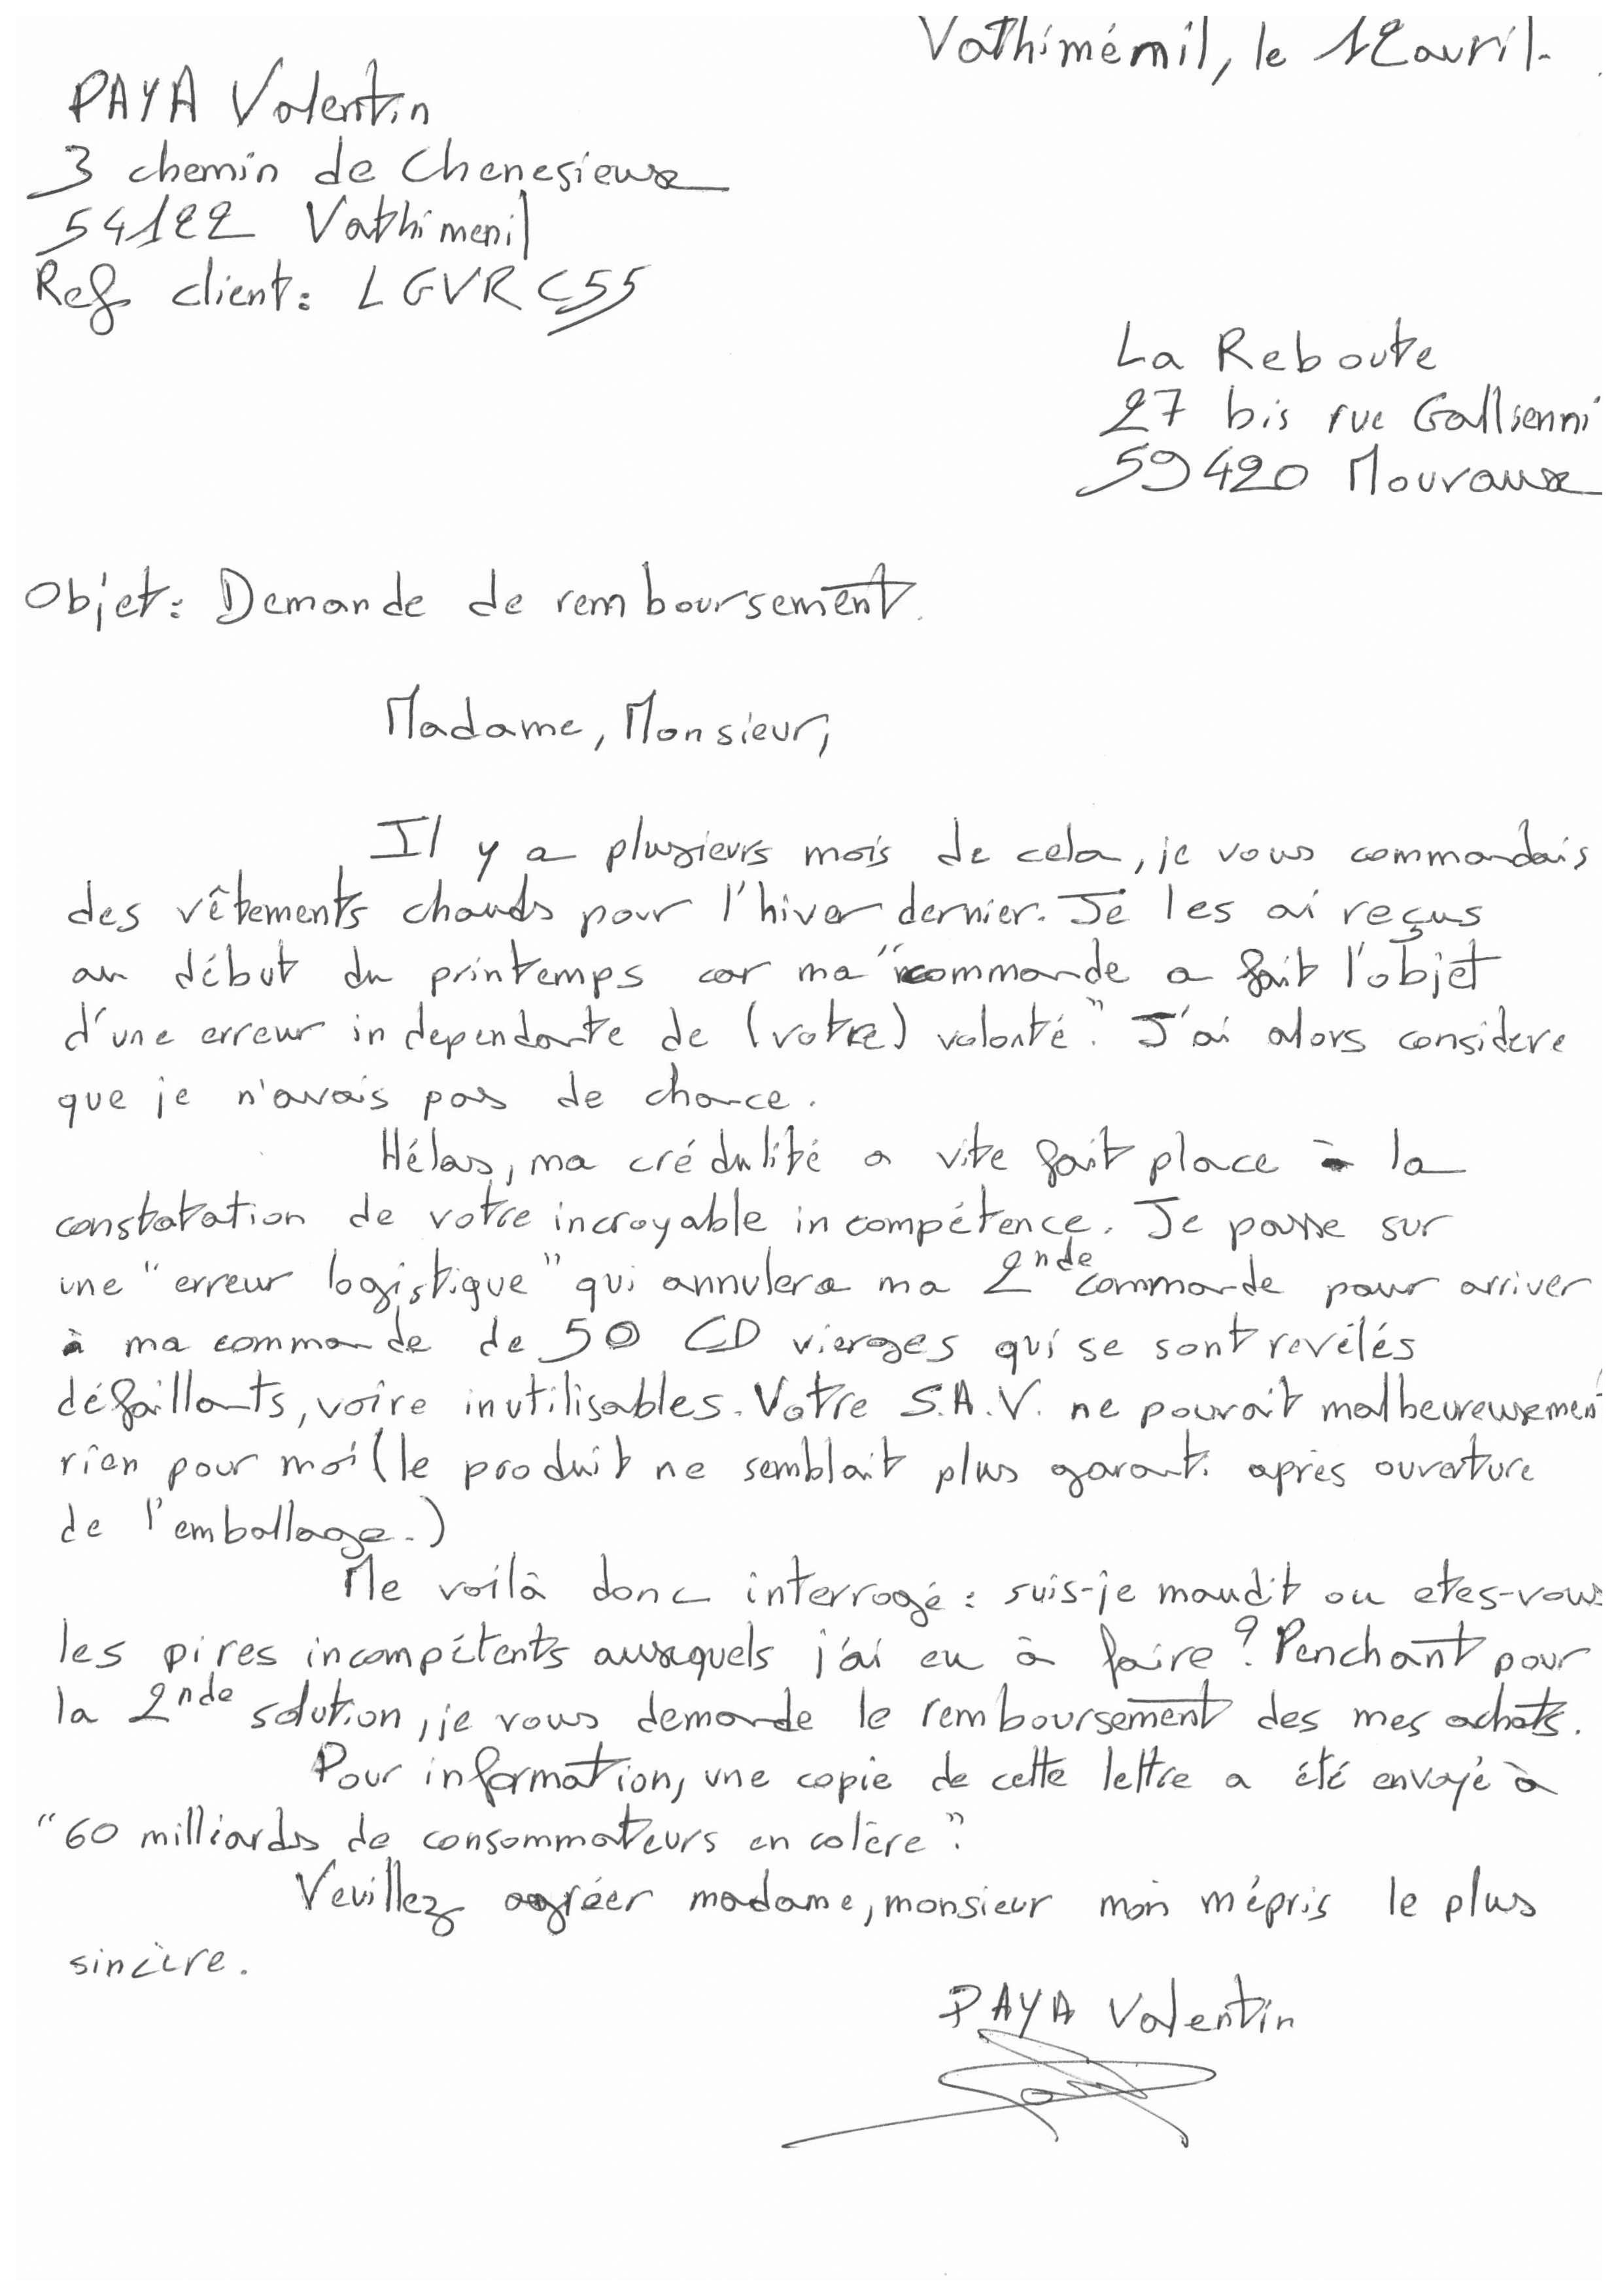 Vathiménil, le 12 avril.
PAYA Valentin
3 chemin de Chenesieux
54122 Vathimenil
Ref client: LGVRC55
La Reboute
27 bis rue Gallienni
59420 Mouvaux
Objet: Demande de remboursement.
Madame, Monsieur,
Il y a plusieurs mois de cela, je vous commandais
des vêtements chauds pour l'hiver dernier. Je les ai reçus
au début du printemps car ma "commande a fait l'objet
d'une erreur independante de (votre) volonté". J'ai alors considere
que je n'avais pas de chance.
Hélas, ma crédulité a vite fait place à la
constatation de votre incroyable incompétence. Je passe sur
une "erreur logistique" qui annulera ma 2nde commande pour arriver
à ma commande de 50 CD vierges qui se sont revélés
défaillants, voire inutilisables. Votre S.A.V. ne pouvait malheureusemen
rien pour moi (le produit ne semblait plus garanti après ouverture
de l'emballage.)
Me voilà donc interrogé : suis-je maudit ou etes-vous
les pires incompétents auxquels j'ai eu à faire ? Penchant pour
la 2nde solution, je vous demande le remboursement des mes achats.
Pour information, une copie de cette lettre a été envoyé à
"60 milliards de consommateurs en colère".
Veuillez agréer madame, monsieur mon mépris le plus
sincère.
PAYA Valentin